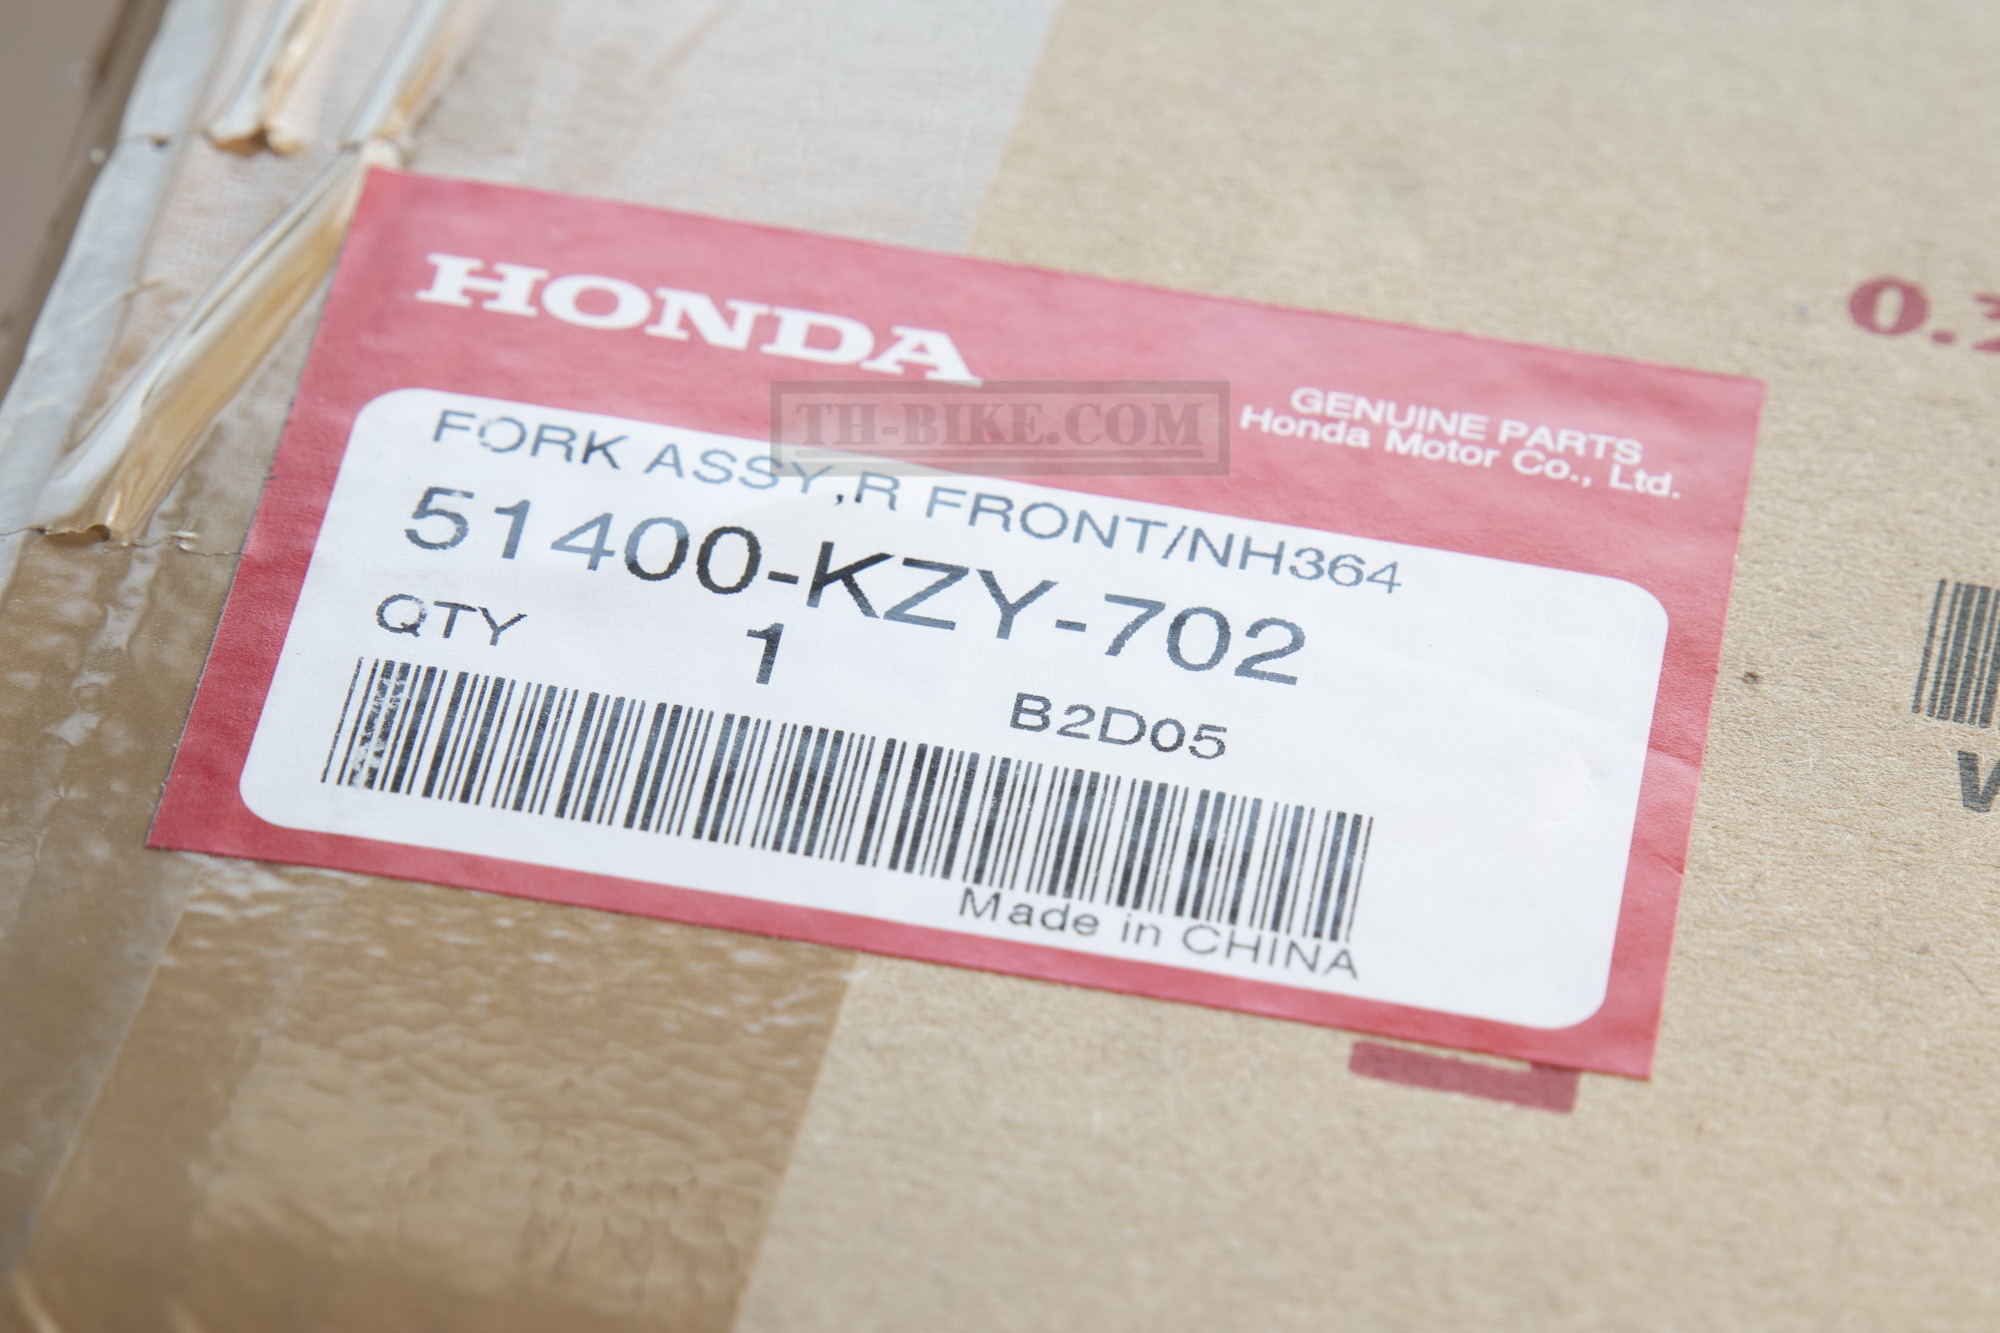 HONDA
GENUINE PARTS
Honda Motor Co., Ltd.
TH-BIKE.COM
FORK ASSY,R FRONT/NH364
51400-KZY-702
QTY 1
B2D05
Made in CHINA